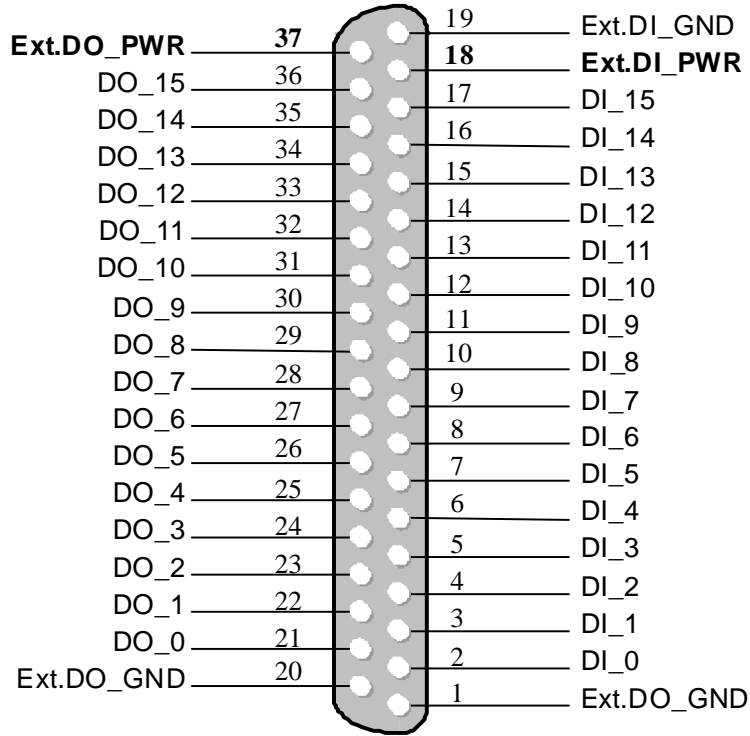 19 Ext.DI_GND
Ext.DO_PWR 37
18 Ext.DI_PWR
DO_15 36
17 DI_15
DO_14 35
16 DI_14
DO_13 34
15 DI_13
DO_12 33
14 DI_12
DO_11 32
13 DI_11
DO_10 31
12 DI_10
DO_9 30
11 DI_9
DO_8 29
10 DI_8
DO_7 28
9 DI_7
DO_6 27
8 DI_6
DO_5 26
7 DI_5
DO_4 25
6 DI_4
DO_3 24
5 DI_3
DO_2 23
4 DI_2
DO_1 22
3 DI_1
DO_0 21
2 DI_0
Ext.DO_GND 20
1 Ext.DO_GND